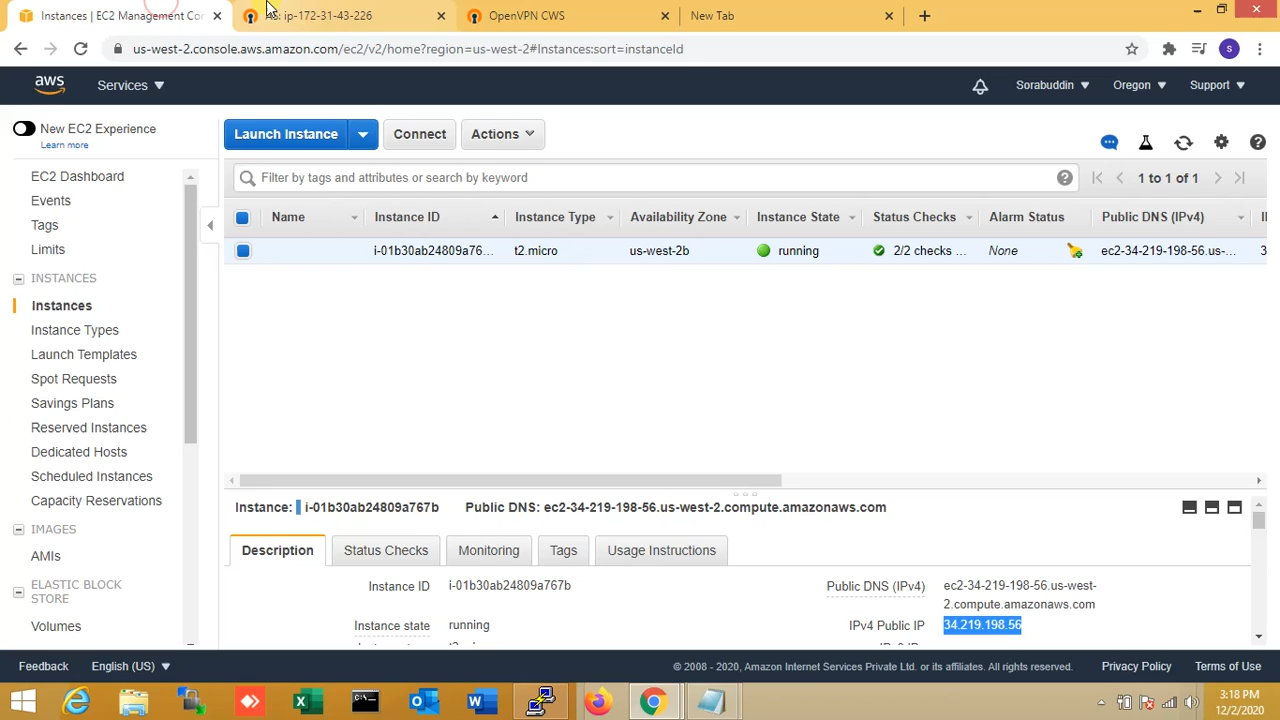 Instances | EC2 Management Con
AS: ip-172-31-43-226
OpenVPN CWS
New Tab
us-west-2.console.aws.amazon.com/ec2/v2/home?region=us-west-2#Instances:sort=instanceId
S
aws
Services
Sorabuddin
Oregon
Support
New EC2 Experience
Learn more
Launch Instance
Connect
Actions
EC2 Dashboard
Events
Tags
Limits
INSTANCES
Instances
Instance Types
Launch Templates
Spot Requests
Savings Plans
Reserved Instances
Dedicated Hosts
Scheduled Instances
Capacity Reservations
IMAGES
AMIs
ELASTIC BLOCK
STORE
Volumes
Filter by tags and attributes or search by keyword
1 to 1 of 1
Name
Instance ID
Instance Type
Availability Zone
Instance State
Status Checks
Alarm Status
Public DNS (IPv4)
i-01b30ab24809a76...
t2.micro
us-west-2b
running
2/2 checks ...
None
ec2-34-219-198-56.us-...
3
Instance: i-01b30ab24809a767b
Public DNS: ec2-34-219-198-56.us-west-2.compute.amazonaws.com
Description
Status Checks
Monitoring
Tags
Usage Instructions
Instance ID
i-01b30ab24809a767b
Public DNS (IPv4)
ec2-34-219-198-56.us-west-
2.compute.amazonaws.com
Instance state
running
IPv4 Public IP
34.219.198.56
Feedback
English (US)
© 2008 - 2020, Amazon Internet Services Private Ltd. or its affiliates. All rights reserved.
Privacy Policy
Terms of Use
3:18 PM
12/2/2020